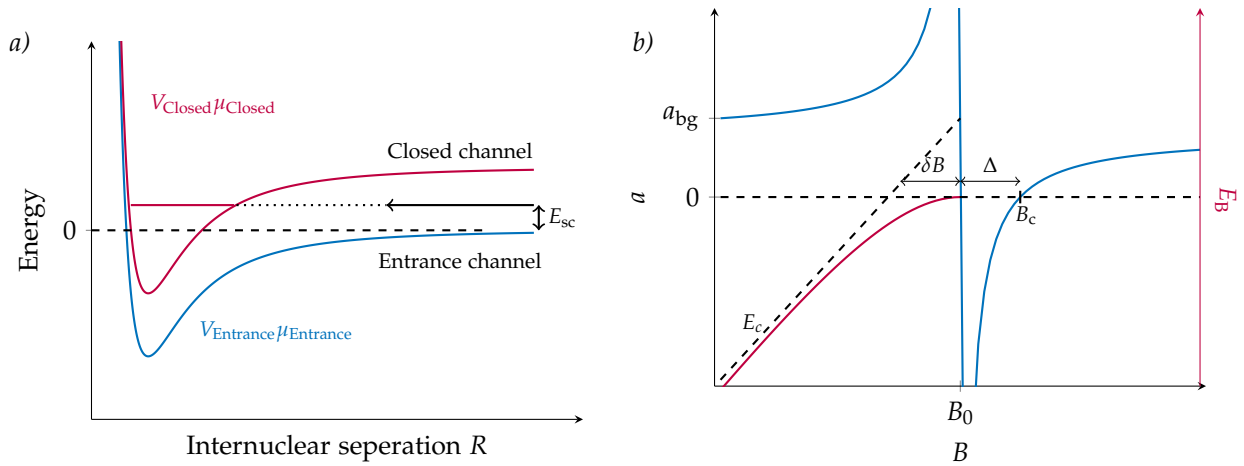 a)
V_Closed μ_Closed
Closed channel
Energy
0
E_sc
Entrance channel
V_Entrance μ_Entrance
Internuclear seperation R
b)
a_bg
δB
Δ
a
0
B_c
E_B
E_c
B_0
B